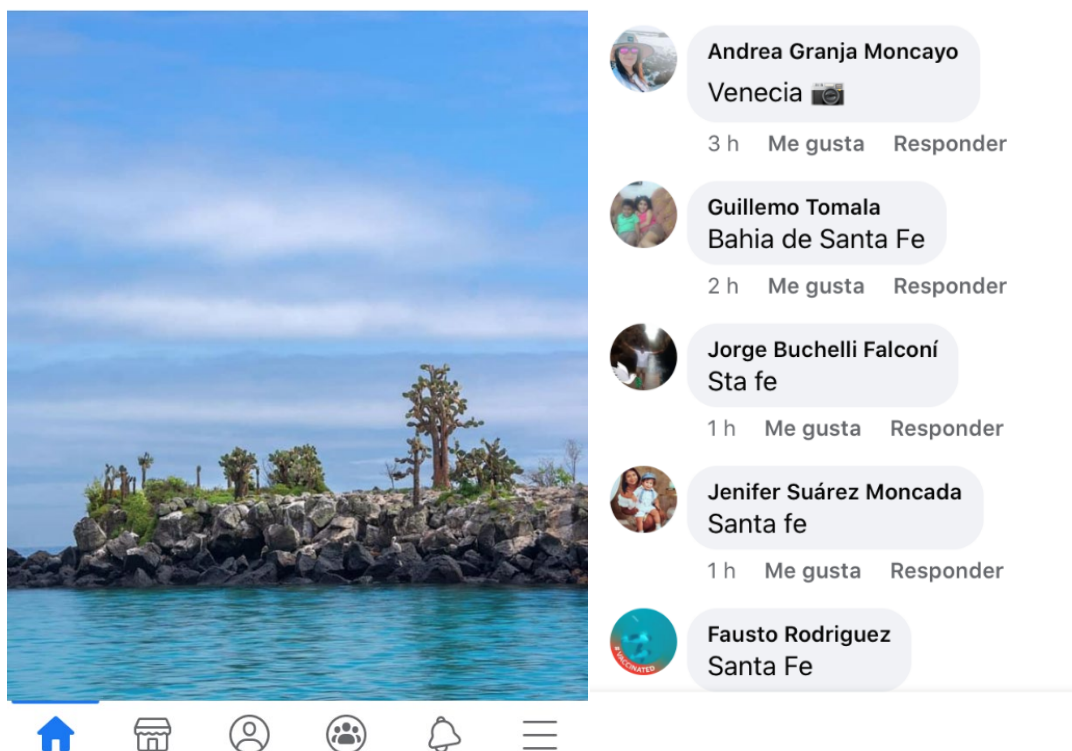 Andrea Granja Moncayo
Venecia
3 h Me gusta Responder
Guillemo Tomala
Bahia de Santa Fe
2 h Me gusta Responder
Jorge Buchelli Falconí
Sta fe
1 h Me gusta Responder
Jenifer Suárez Moncada
Santa fe
1 h Me gusta Responder
Fausto Rodriguez
Santa Fe
#VACCINATED